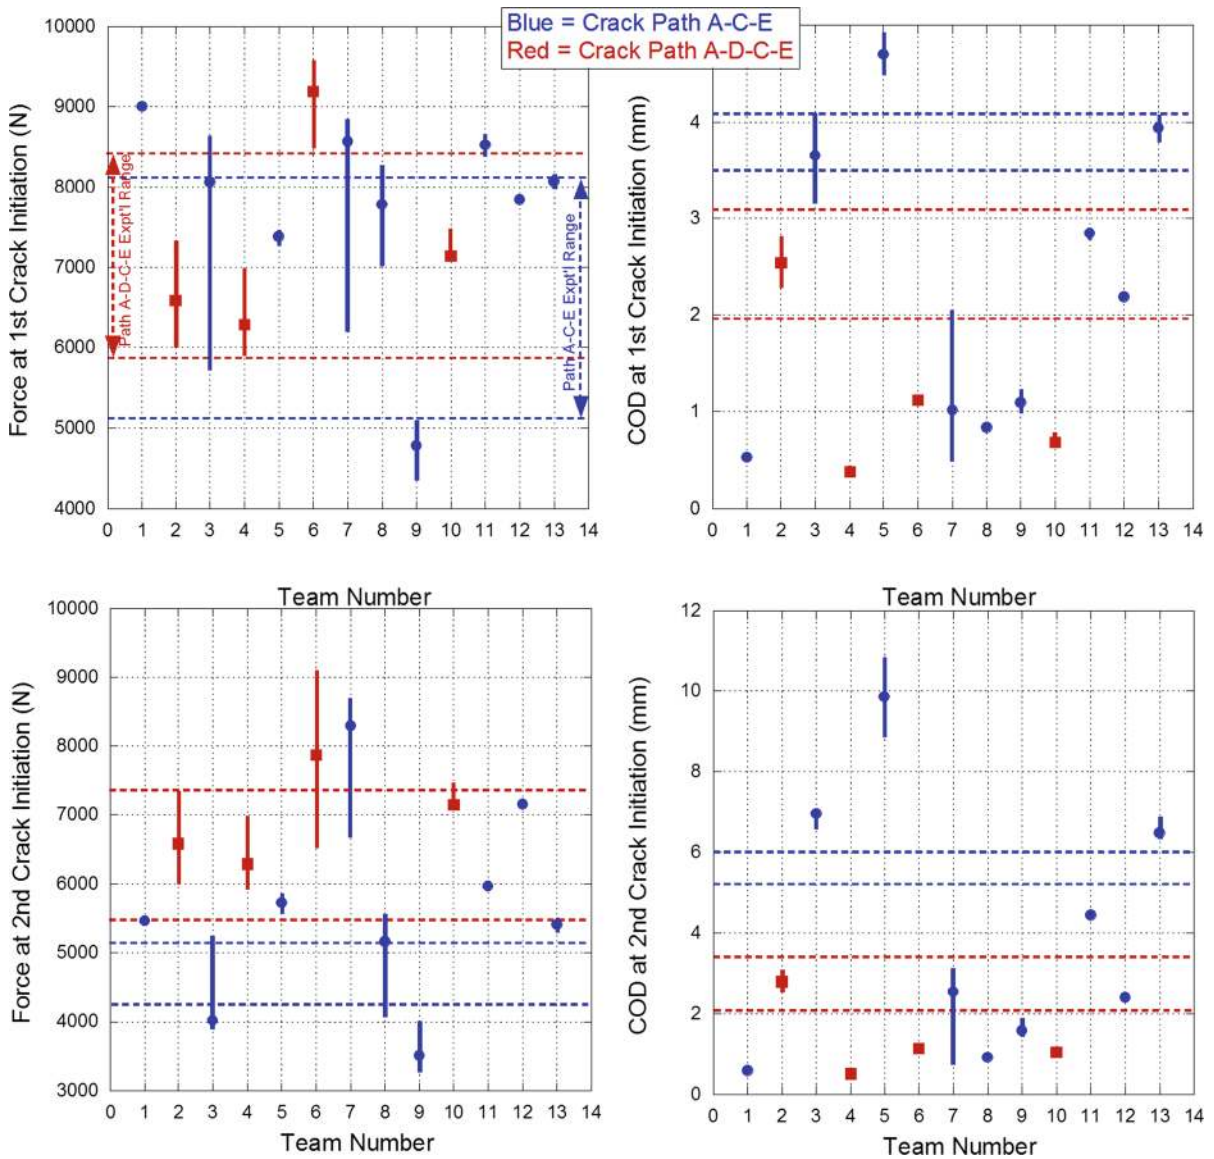 Blue = Crack Path A-C-E
Red = Crack Path A-D-C-E
Force at 1st Crack Initiation (N)
10000
9000
8000
7000
6000
5000
4000
Path A-D-C-E Expt'l Range
Path A-C-E Expt'l Range
0 1 2 3 4 5 6 7 8 9 10 11 12 13 14
Team Number
COD at 1st Crack Initiation (mm)
4
3
2
1
0
0 1 2 3 4 5 6 7 8 9 10 11 12 13 14
Team Number
Force at 2nd Crack Initiation (N)
10000
9000
8000
7000
6000
5000
4000
3000
0 1 2 3 4 5 6 7 8 9 10 11 12 13 14
Team Number
COD at 2nd Crack Initiation (mm)
12
10
8
6
4
2
0
0 1 2 3 4 5 6 7 8 9 10 11 12 13 14
Team Number